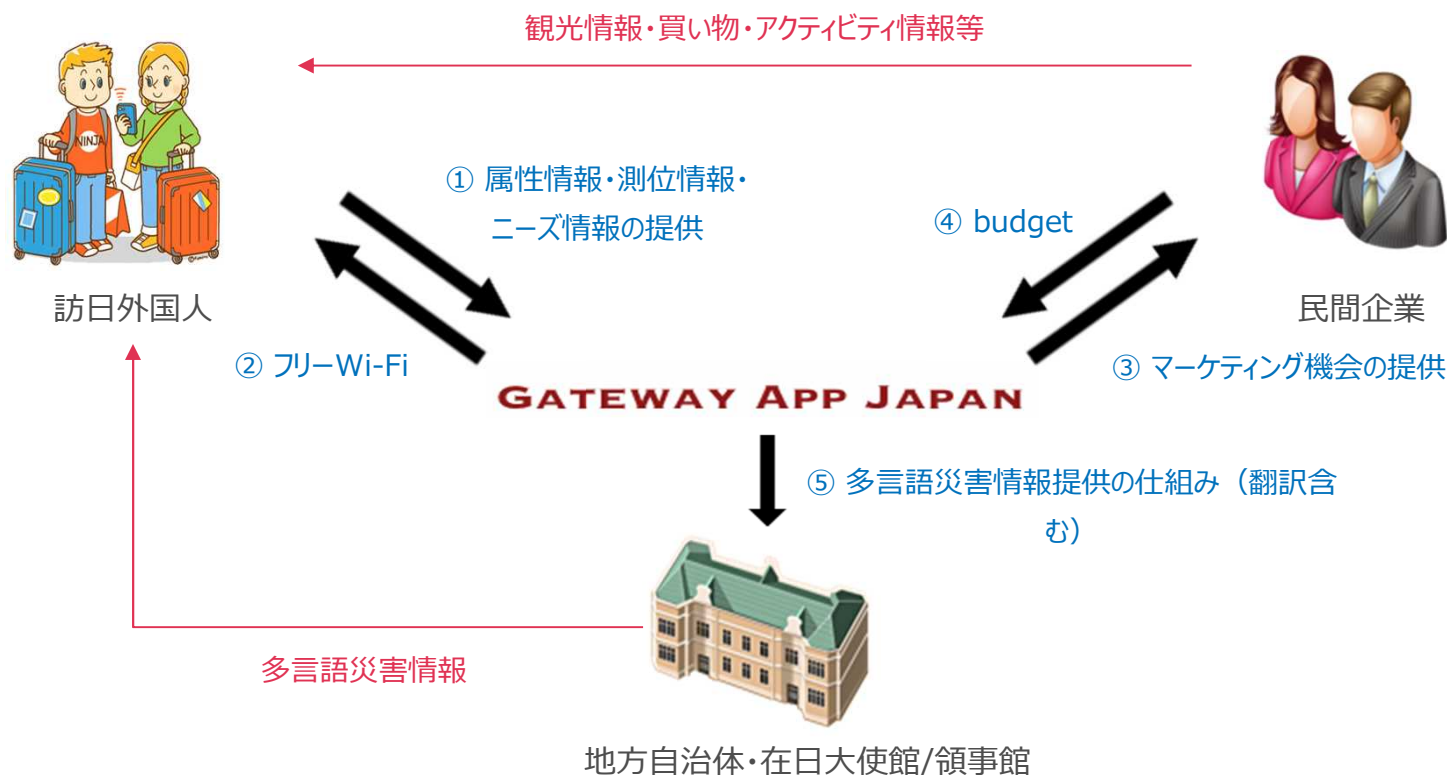 観光情報・買い物・アクティビティ情報等
NINJA
① 属性情報・測位情報・
ニーズ情報の提供
④ budget
訪日外国人
民間企業
② フリーWi-Fi
③ マーケティング機会の提供
GATEWAY APP JAPAN
⑤ 多言語災害情報提供の仕組み（翻訳含
む）
多言語災害情報
地方自治体・在日大使館/領事館